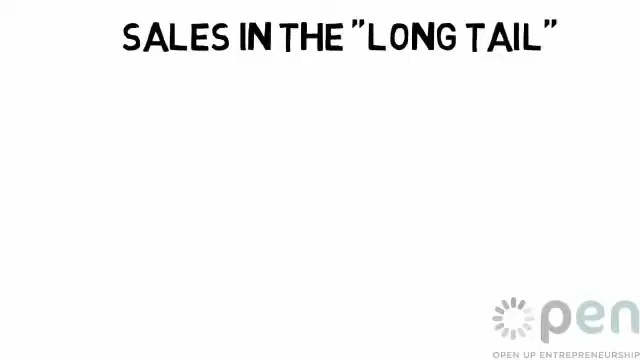 SALES IN THE "LONG TAIL"
Open
OPEN UP ENTREPRENEURSHIP